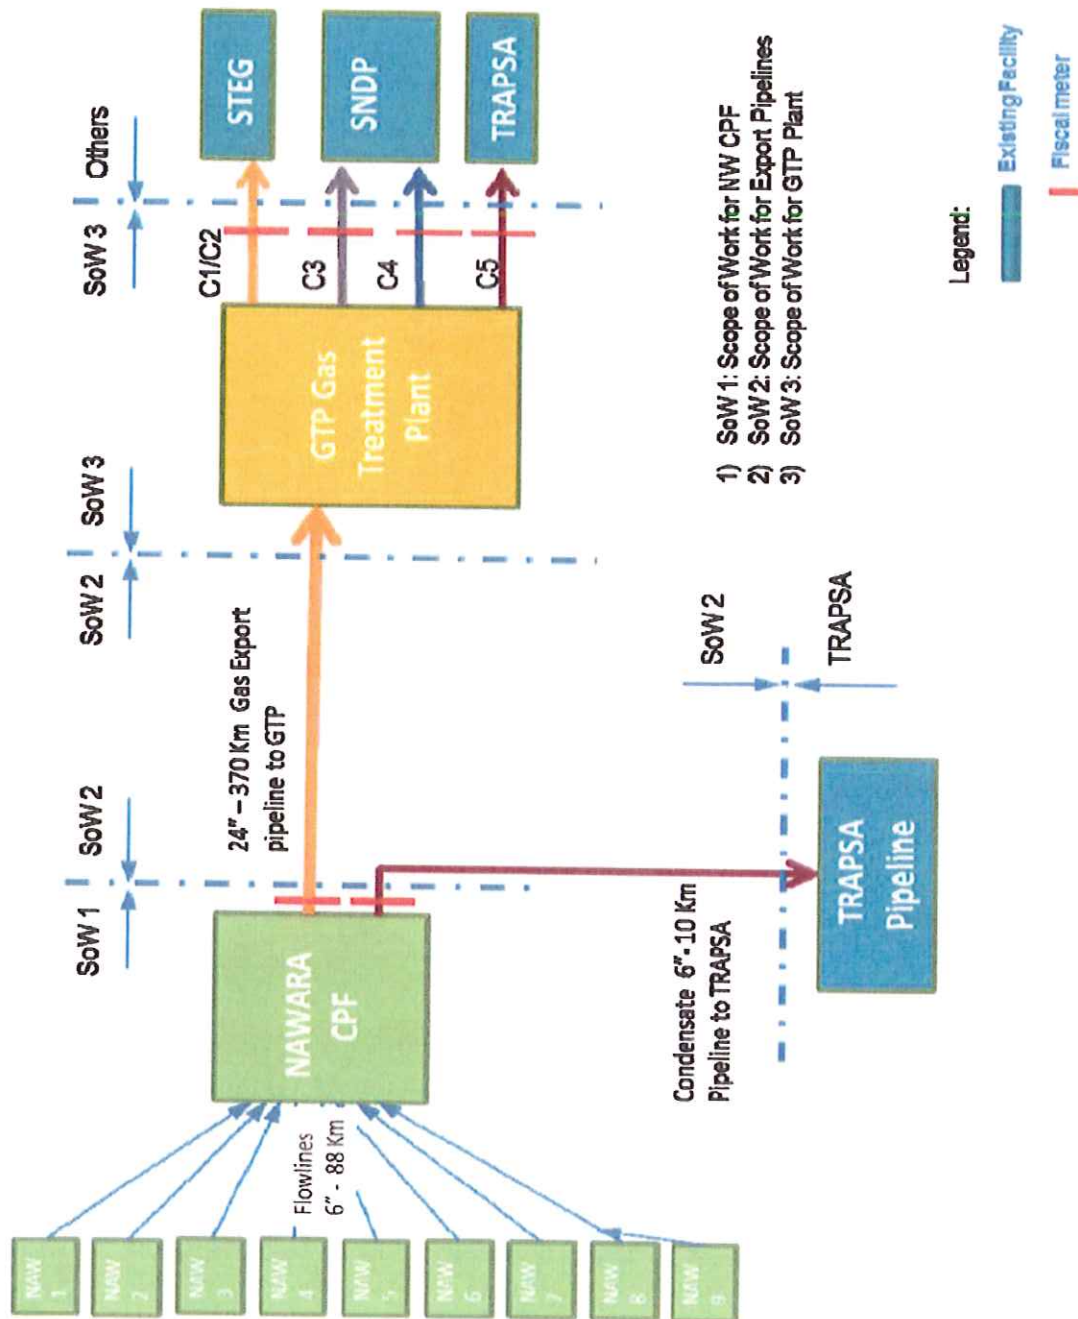 SoW 1
SoW 2
SoW 2
SoW 3
SoW 3
Others
NAW
1
NAW
2
NAW
3
NAW
4
NAW
5
NAW
6
NAW
7
NAW
8
NAW
9
Flowlines
6" - 88 Km
NAWARA
CPF
24" – 370 Km Gas Export
pipeline to GTP
GTP Gas
Treatment
Plant
C1/C2
C3
C4
C5
STEG
SNDP
TRAPSA
Condensate 6"- 10 Km
Pipeline to TRAPSA
SoW 2
TRAPSA
TRAPSA
Pipeline
1) SoW 1: Scope of Work for NW CPF
2) SoW 2: Scope of Work for Export Pipelines
3) SoW 3: Scope of Work for GTP Plant
Legend:
Existing Facility
Fiscal meter